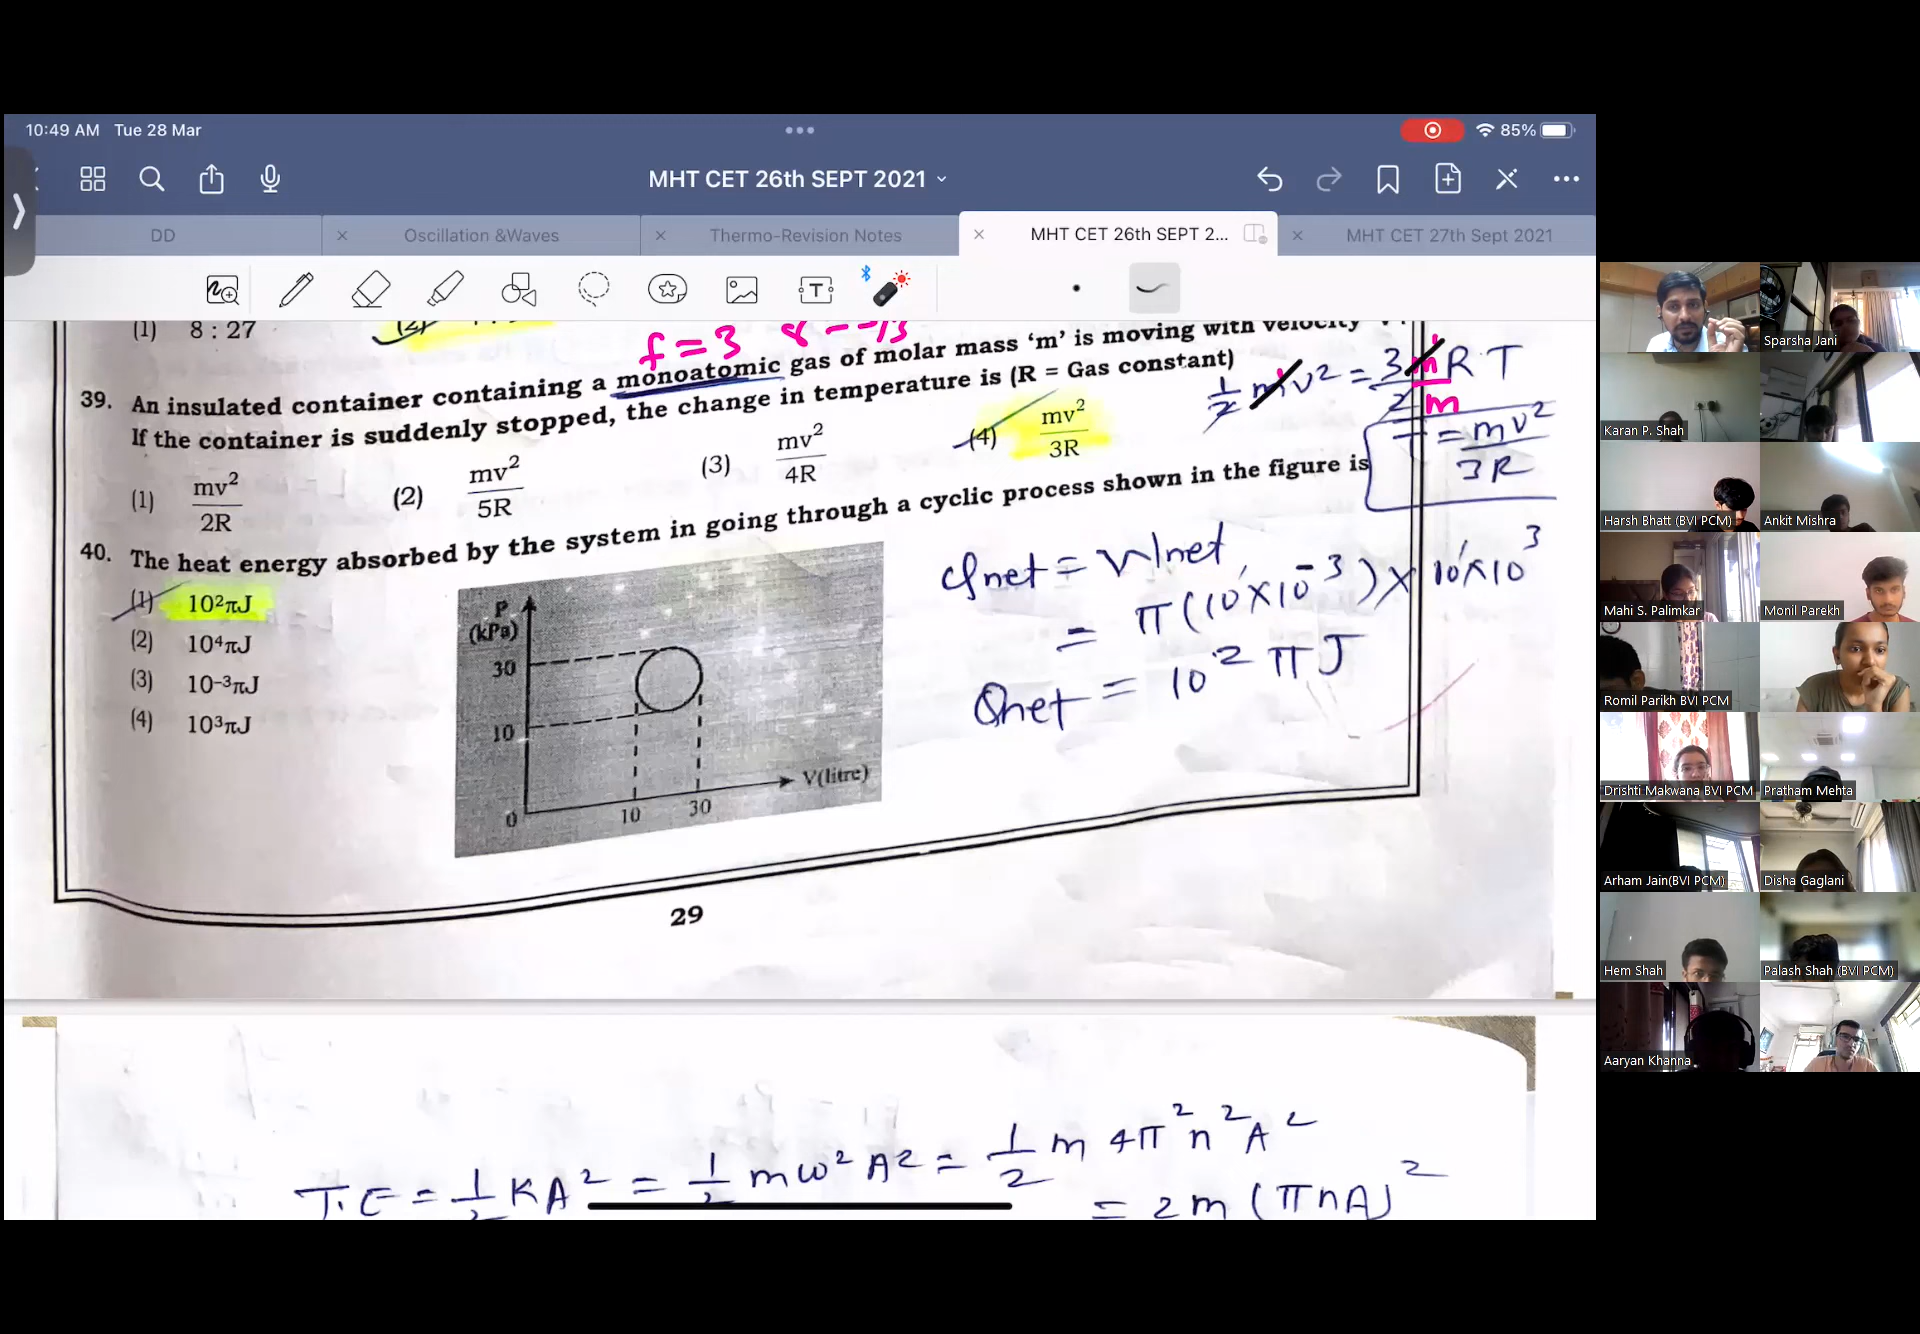 10:49 AM Tue 28 Mar
85%
MHT CET 26th SEPT 2021
DD
Oscillation &Waves
Thermo-Revision Notes
MHT CET 26th SEPT 2...
MHT CET 27th Sept 2021
(1) 8 : 27
(2)
f = 3
39. An insulated container containing a monoatomic gas of molar mass ‘m’ is moving with velocity
If the container is suddenly stopped, the change in temperature is (R = Gas constant)
(1) mv²/2R (2) mv²/5R (3) mv²/4R (4) mv²/3R
T = mv²/3R
40. The heat energy absorbed by the system in going through a cyclic process shown in the figure is
(1) 10²πJ
(2) 10⁴πJ
(3) 10⁻³πJ
(4) 10³πJ
P
(kPa)
30
10
0
10
30
V(litre)
Qnet = Wnet
= π(10×10⁻³) × 10×10³
Qnet = 10² π J
29
T.E = 1/2 KA² = 1/2 mω²A² = 1/2 m 4π²n²A²
= 2m (πnA)²
Sparsha Jani
Karan P. Shah
Harsh Bhatt (BVI PCM)
Ankit Mishra
Mahi S. Palimkar
Monil Parekh
Romil Parikh BVI PCM
Drishti Makwana BVI PCM
Pratham Mehta
Arham Jain(BVI PCM)
Disha Gaglani
Hem Shah
Palash Shah (BVI PCM)
Aaryan Khanna